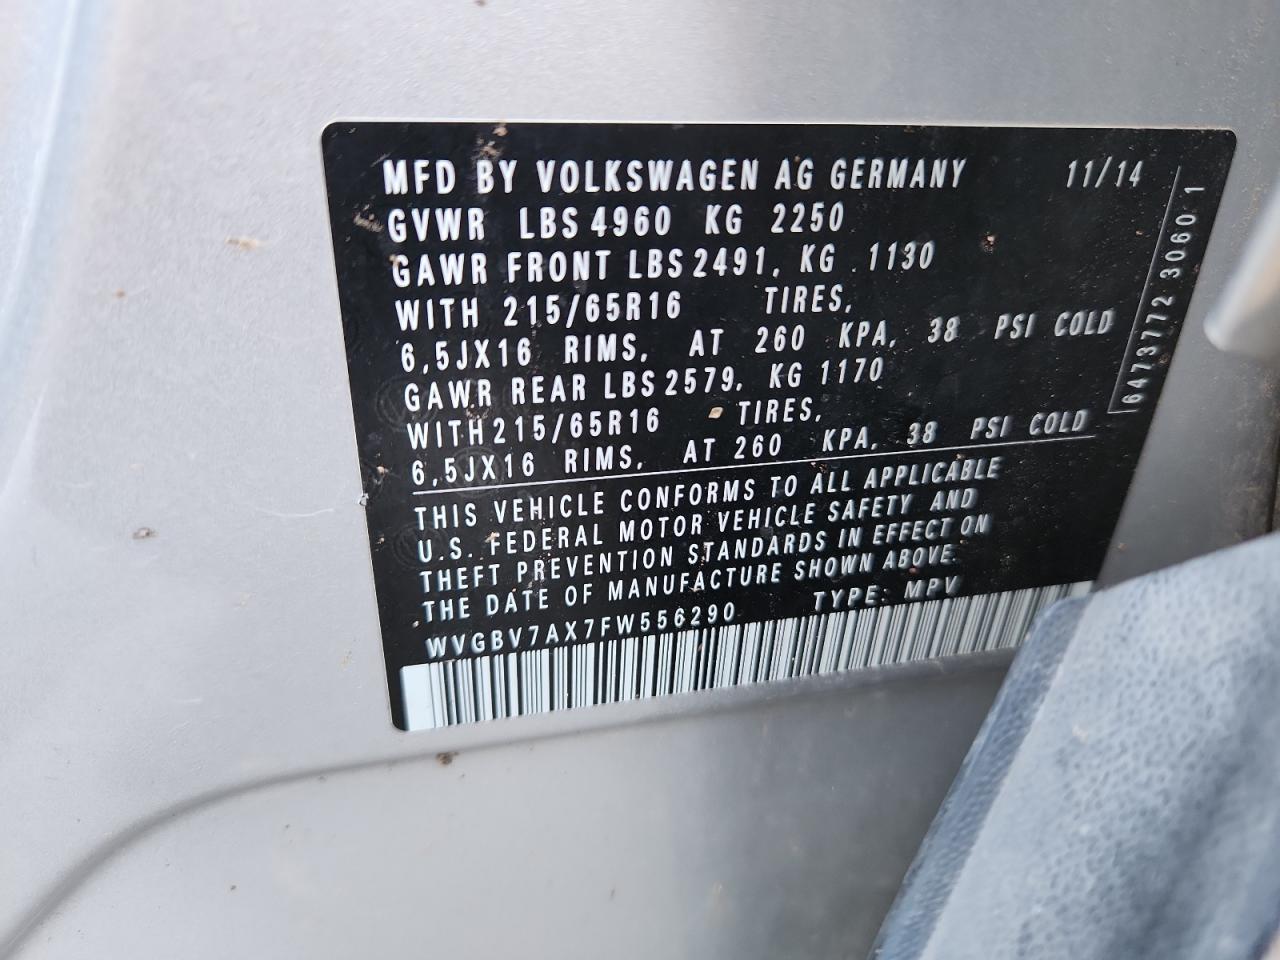 MFD BY VOLKSWAGEN AG GERMANY 11/14
GVWR LBS 4960 KG 2250
GAWR FRONT LBS 2491, KG 1130
WITH 215/65R16 TIRES,
6,5JX16 RIMS, AT 260 KPA, 38 PSI COLD
GAWR REAR LBS 2579, KG 1170
WITH 215/65R16 TIRES,
6,5JX16 RIMS, AT 260 KPA, 38 PSI COLD
THIS VEHICLE CONFORMS TO ALL APPLICABLE
U.S. FEDERAL MOTOR VEHICLE SAFETY AND
THEFT PREVENTION STANDARDS IN EFFECT ON
THE DATE OF MANUFACTURE SHOWN ABOVE.
WVGBV7AX7FW556290 TYPE: MPV
6473772 3060 1